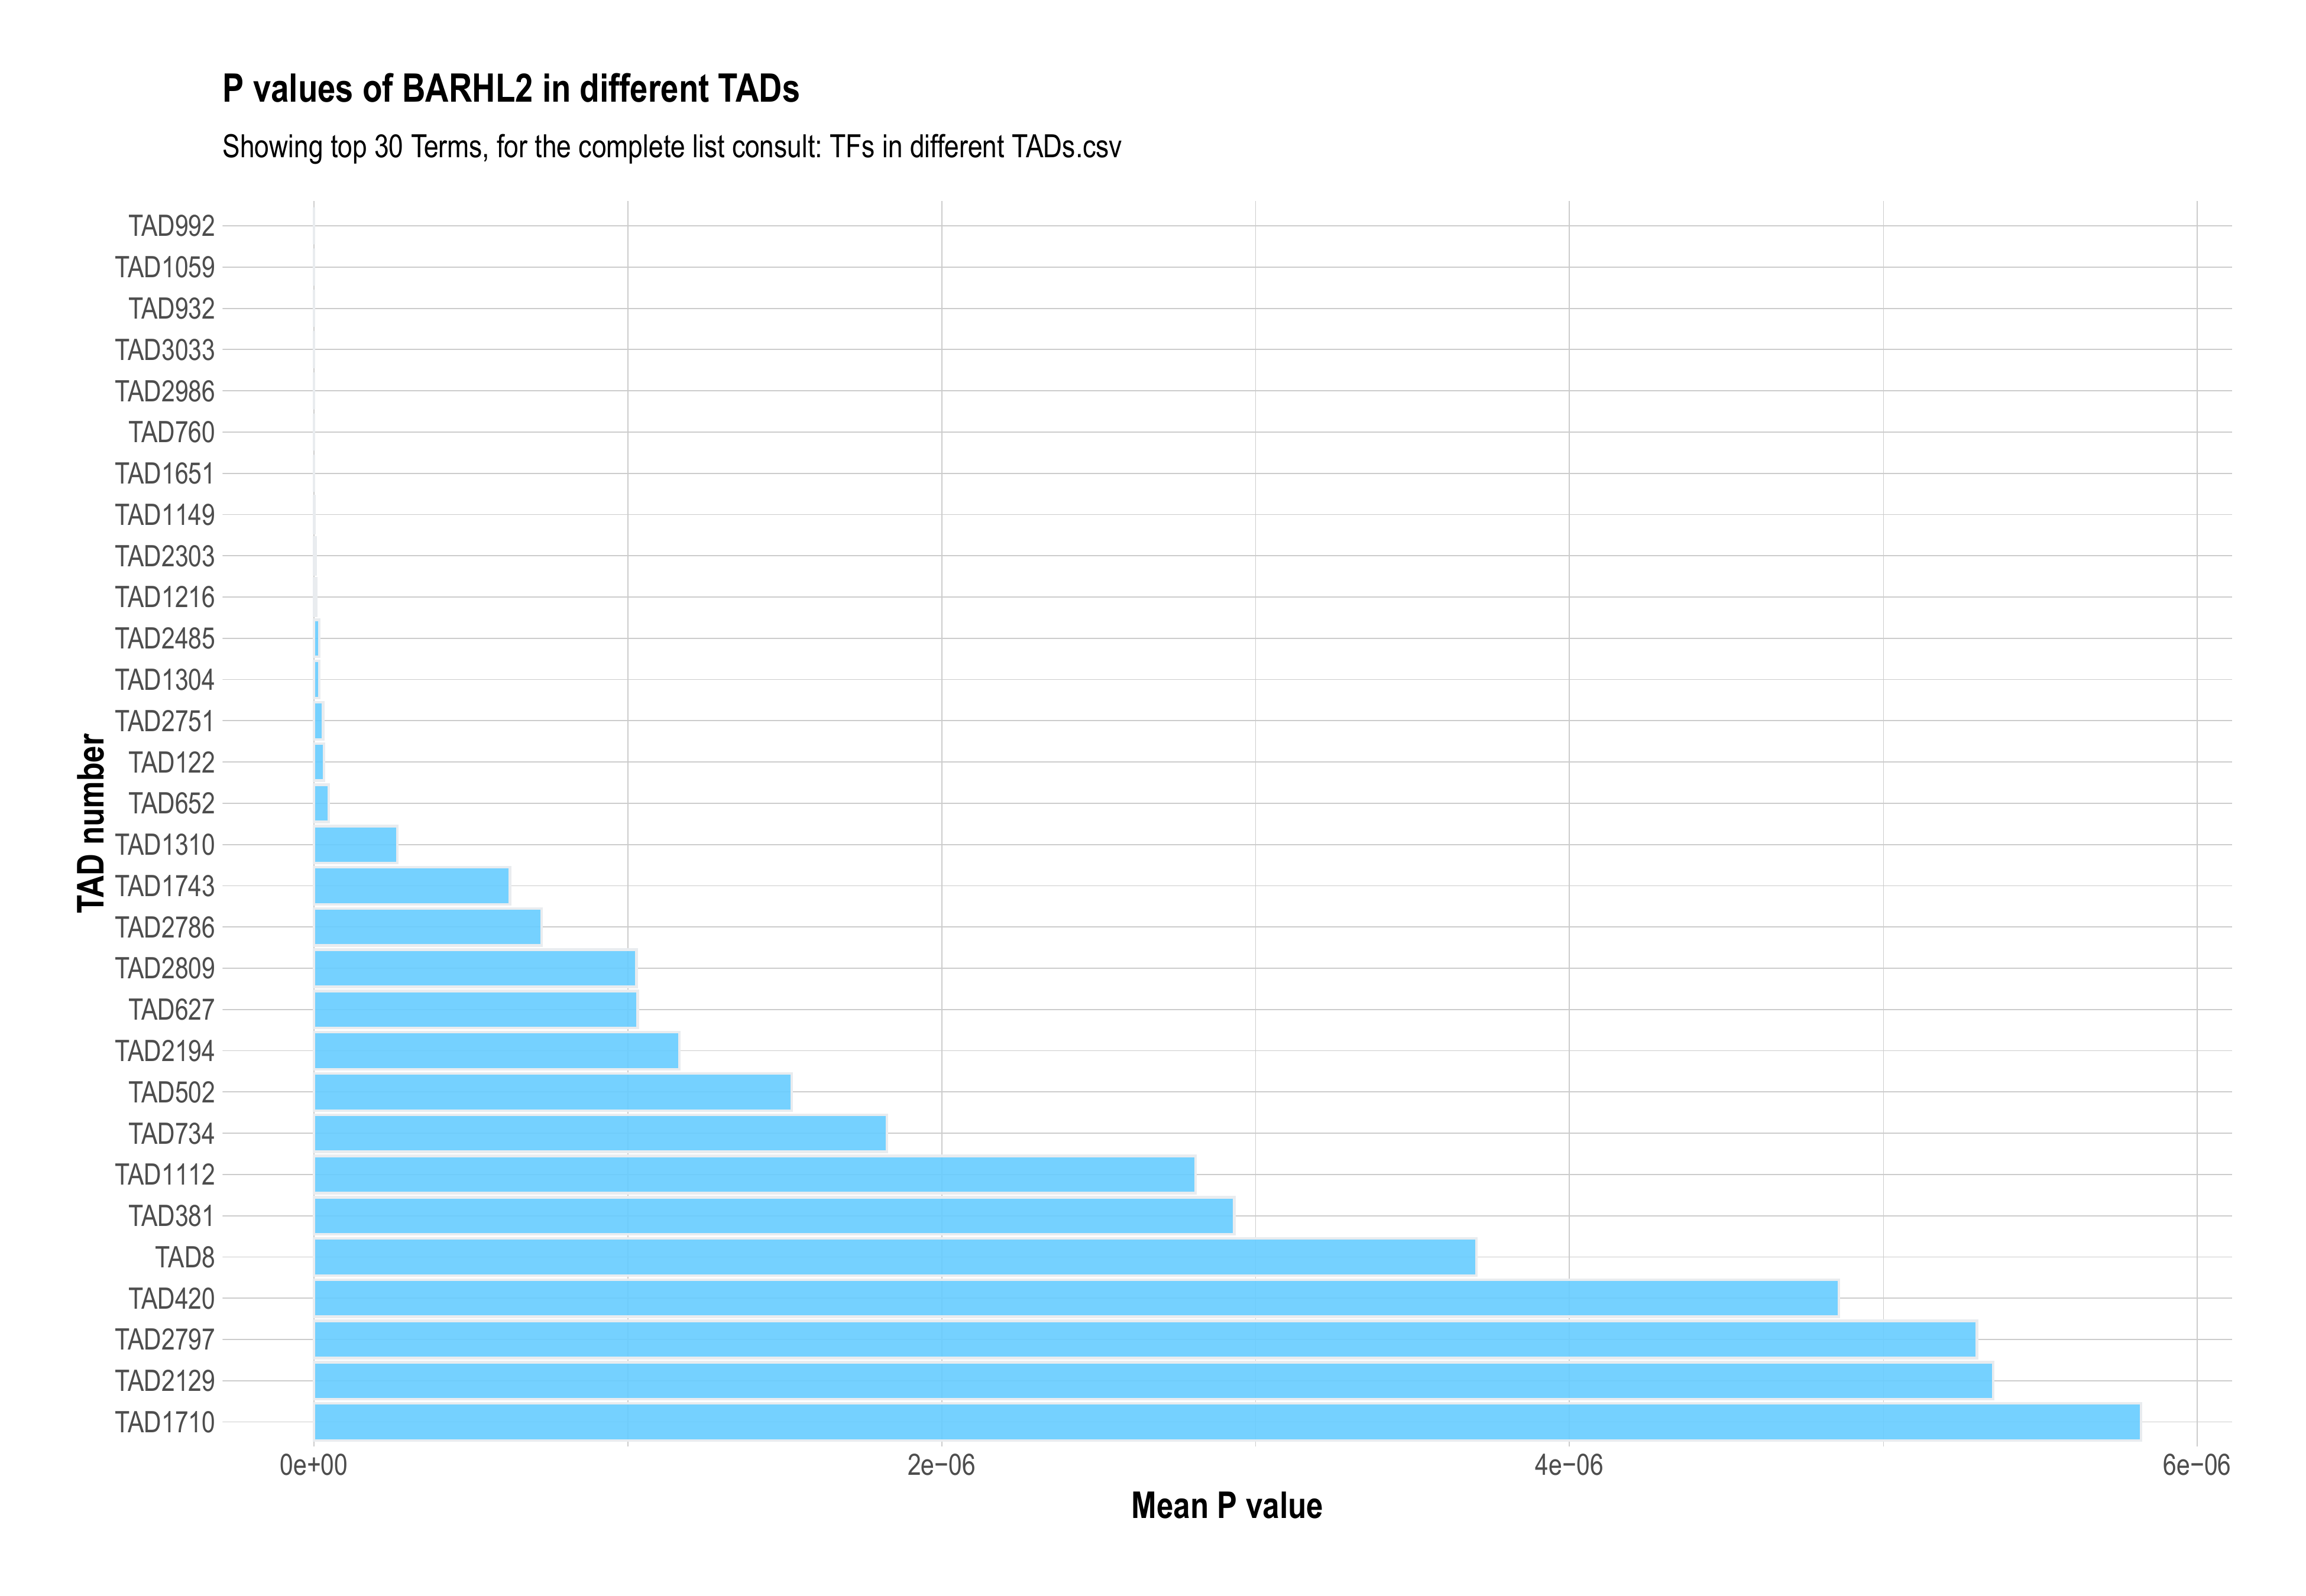 P values of BARHL2 in different TADs
Showing top 30 Terms, for the complete list consult: TFs in different TADs.csv
TAD number
TAD992
TAD1059
TAD932
TAD3033
TAD2986
TAD760
TAD1651
TAD1149
TAD2303
TAD1216
TAD2485
TAD1304
TAD2751
TAD122
TAD652
TAD1310
TAD1743
TAD2786
TAD2809
TAD627
TAD2194
TAD502
TAD734
TAD1112
TAD381
TAD8
TAD420
TAD2797
TAD2129
TAD1710
0e+00 2e−06 4e−06 6e−06
Mean P value